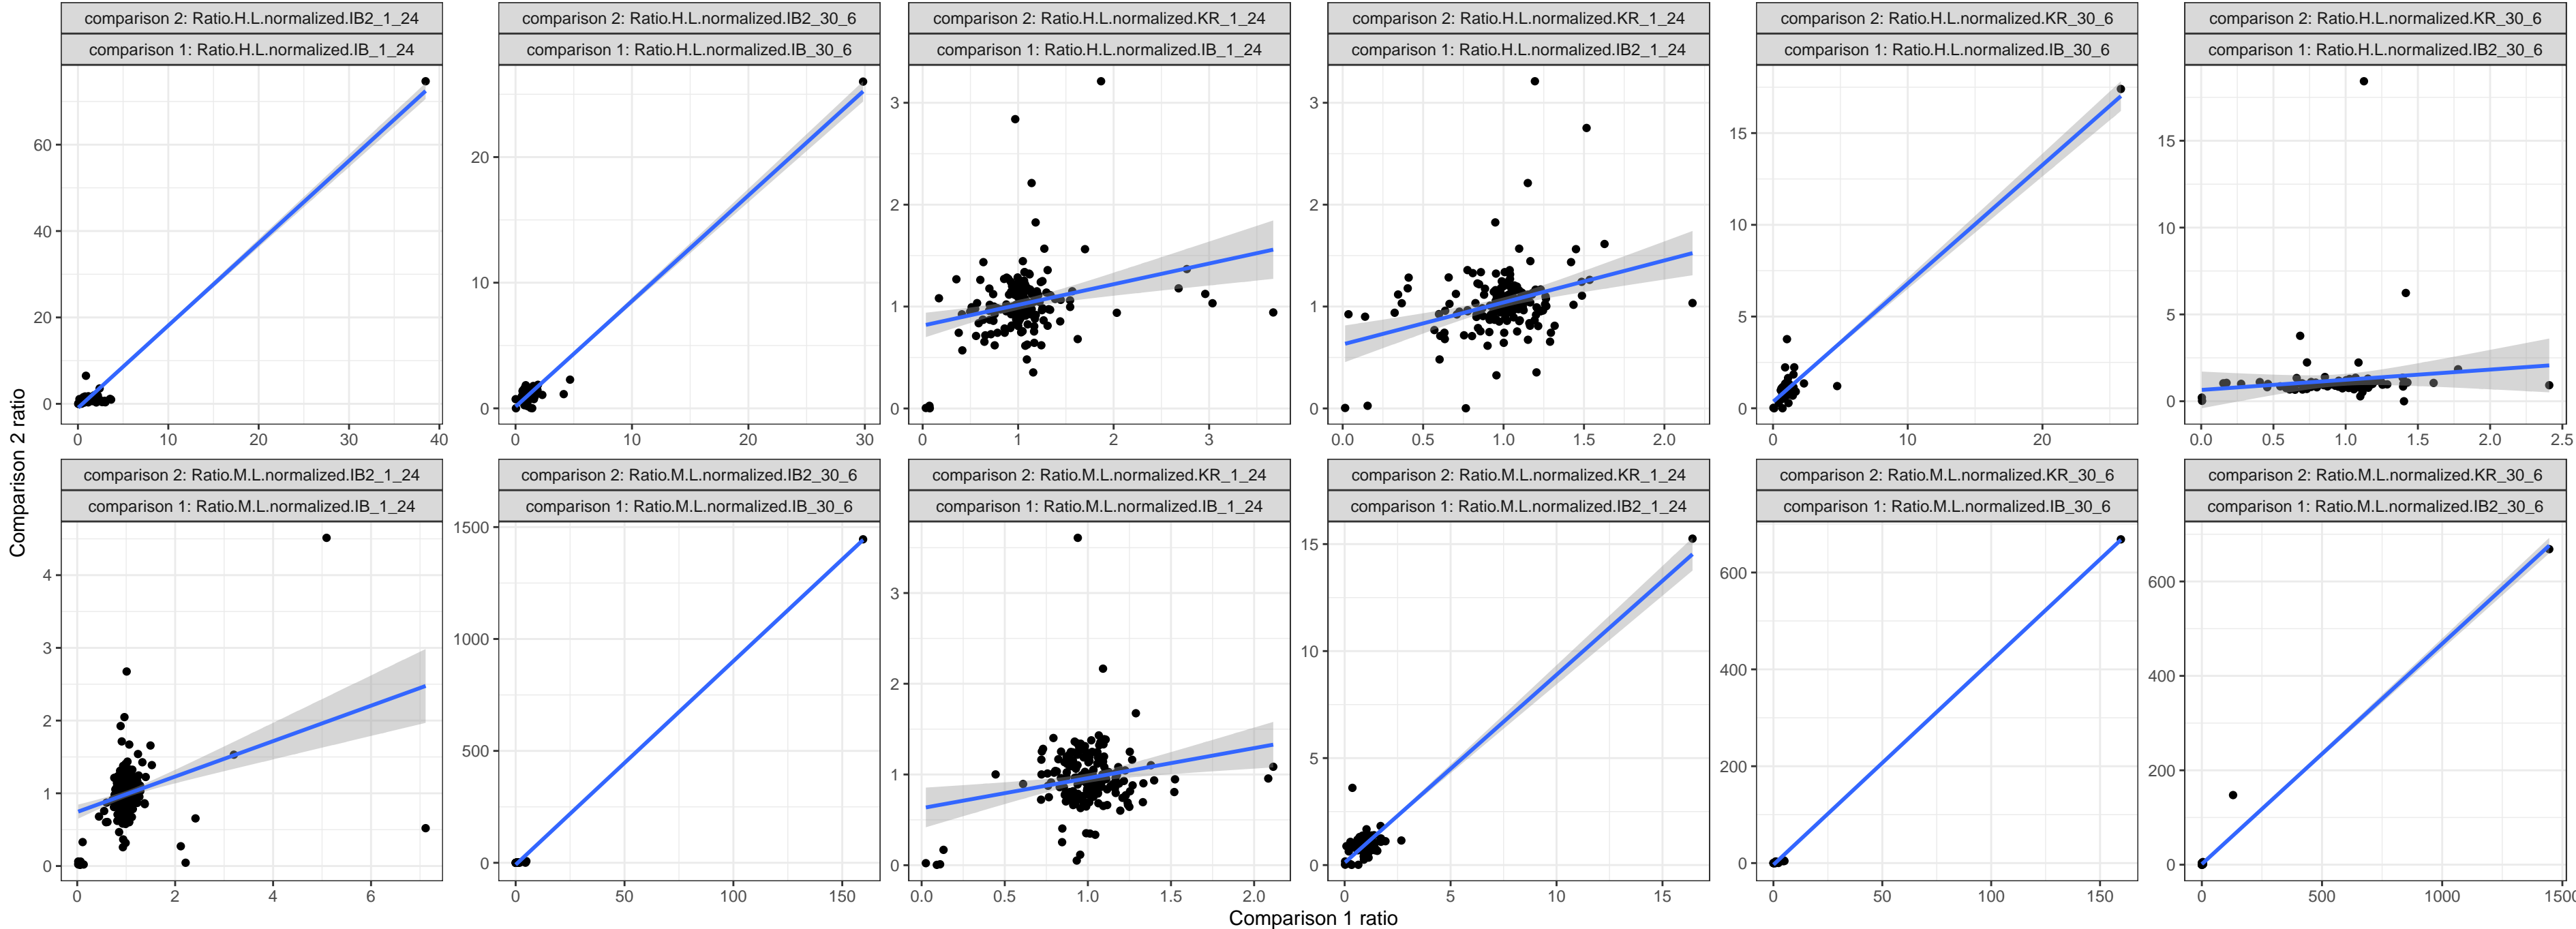 comparison 2: Ratio.H.L.normalized.IB2_1_24
comparison 1: Ratio.H.L.normalized.IB_1_24
60
40
20
0
0 10 20 30 40
comparison 2: Ratio.H.L.normalized.IB2_30_6
comparison 1: Ratio.H.L.normalized.IB_30_6
20
10
0
0 10 20 30
comparison 2: Ratio.H.L.normalized.KR_1_24
comparison 1: Ratio.H.L.normalized.IB_1_24
3
2
1
0
0 1 2 3
comparison 2: Ratio.H.L.normalized.KR_1_24
comparison 1: Ratio.H.L.normalized.IB2_1_24
3
2
1
0
0.0 0.5 1.0 1.5 2.0
comparison 2: Ratio.H.L.normalized.KR_30_6
comparison 1: Ratio.H.L.normalized.IB_30_6
15
10
5
0
0 10 20
comparison 2: Ratio.H.L.normalized.KR_30_6
comparison 1: Ratio.H.L.normalized.IB2_30_6
15
10
5
0
0.0 0.5 1.0 1.5 2.0 2.5
comparison 2: Ratio.M.L.normalized.IB2_1_24
comparison 1: Ratio.M.L.normalized.IB_1_24
4
3
2
1
0
0 2 4 6
comparison 2: Ratio.M.L.normalized.IB2_30_6
comparison 1: Ratio.M.L.normalized.IB_30_6
1500
1000
500
0
0 50 100 150
comparison 2: Ratio.M.L.normalized.KR_1_24
comparison 1: Ratio.M.L.normalized.IB_1_24
3
2
1
0
0.0 0.5 1.0 1.5 2.0
comparison 2: Ratio.M.L.normalized.KR_1_24
comparison 1: Ratio.M.L.normalized.IB2_1_24
15
10
5
0
0 5 10 15
comparison 2: Ratio.M.L.normalized.KR_30_6
comparison 1: Ratio.M.L.normalized.IB_30_6
600
400
200
0
0 50 100 150
comparison 2: Ratio.M.L.normalized.KR_30_6
comparison 1: Ratio.M.L.normalized.IB2_30_6
600
400
200
0
0 500 1000 1500
Comparison 2 ratio
Comparison 1 ratio